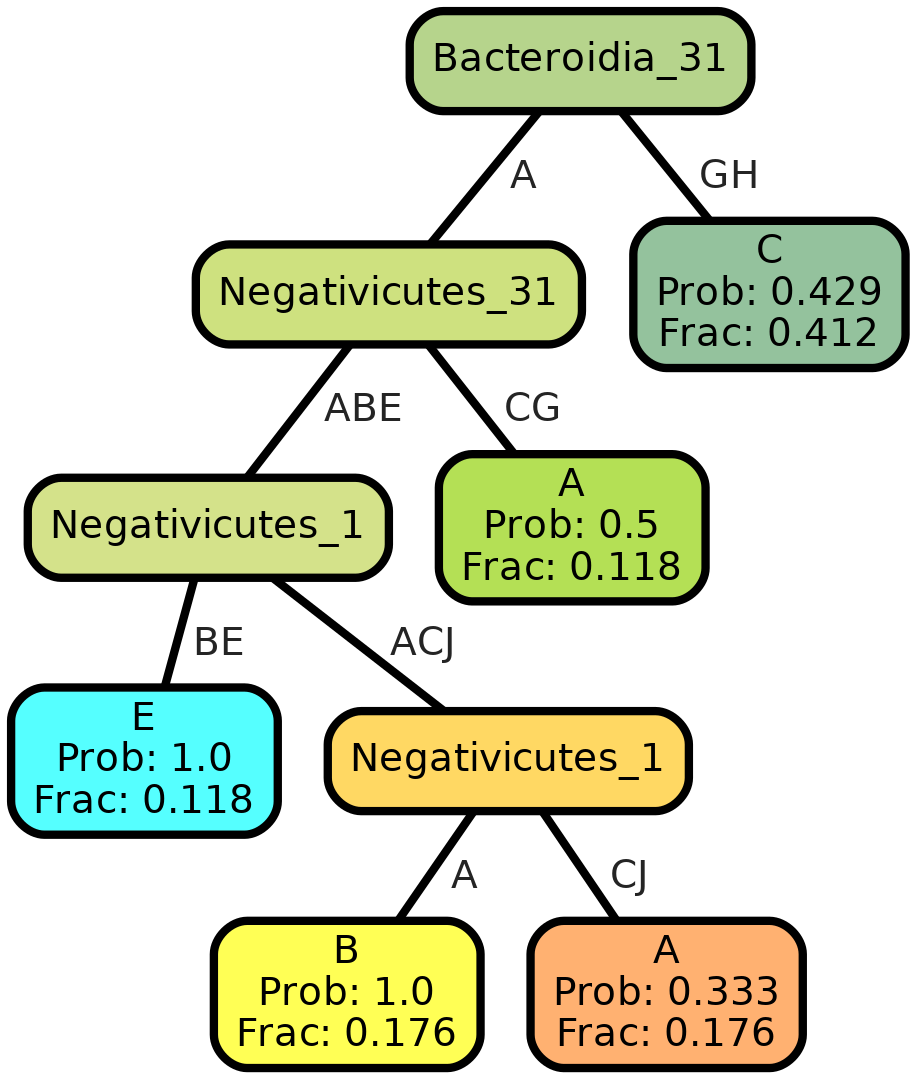 Bacteroidia_31
A
GH
Negativicutes_31
C
Prob: 0.429
Frac: 0.412
ABE
CG
Negativicutes_1
A
Prob: 0.5
Frac: 0.118
BE
ACJ
E
Prob: 1.0
Frac: 0.118
Negativicutes_1
A
CJ
B
Prob: 1.0
Frac: 0.176
A
Prob: 0.333
Frac: 0.176